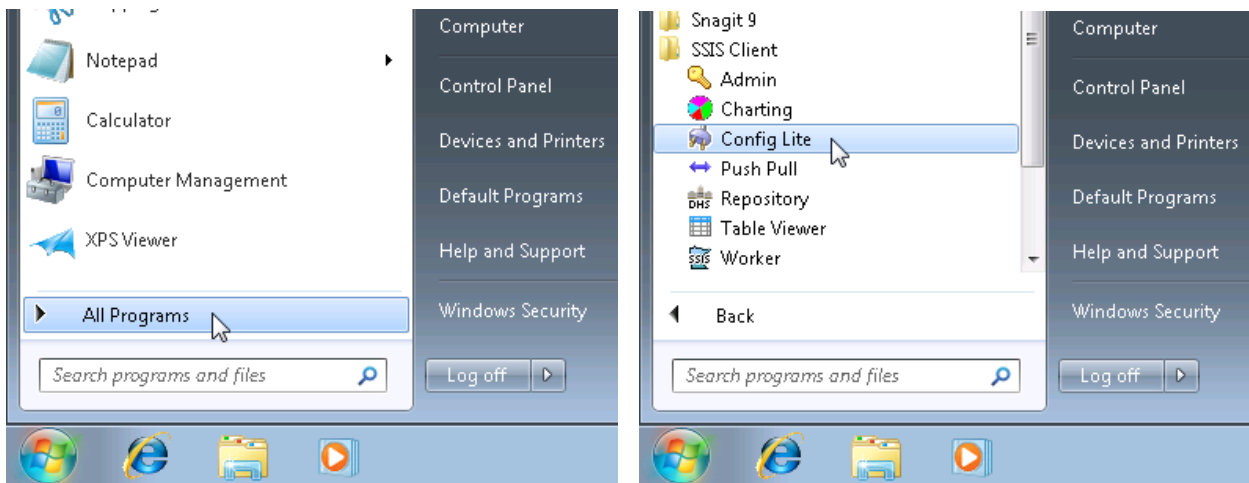 Computer
Notepad
Control Panel
Calculator
Devices and Printers
Computer Management
Default Programs
XPS Viewer
Help and Support
All Programs
Windows Security
Search programs and files
Log off
Snagit 9
Computer
SSIS Client
Admin
Control Panel
Charting
Config Lite
Devices and Printers
Push Pull
DHS Repository
Default Programs
Table Viewer
SSIS Worker
Help and Support
Back
Windows Security
Search programs and files
Log off